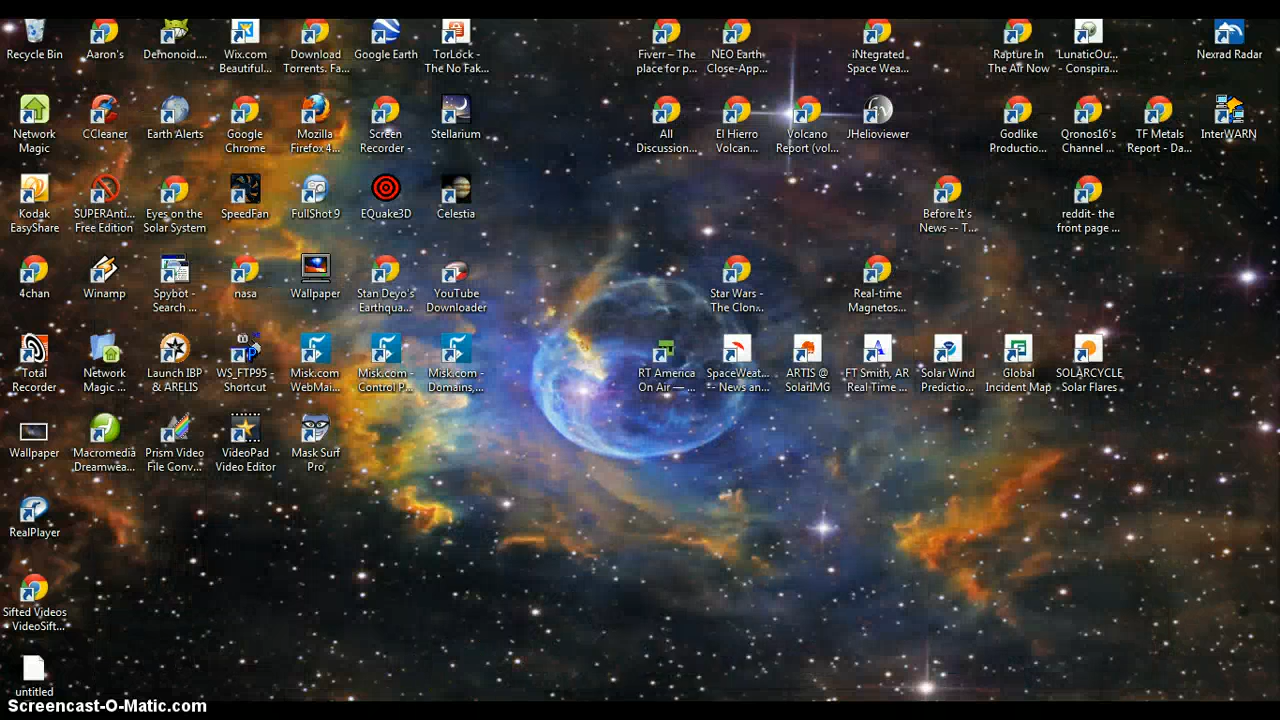 Recycle Bin
Aaron's
Demonoid....
Wix.com
Beautiful...
Download
Torrents. Fa...
Google Earth
TorLock -
The No Fak...
Fiverr – The
place for p...
NEO Earth
Close-App...
iNtegrated
Space Wea...
Rapture In
The Air Now
LunaticOu...
- Conspira...
Nexrad Radar
Network
Magic
CCleaner
Earth Alerts
Google
Chrome
Mozilla
Firefox 4...
Screen
Recorder -
Stellarium
All
Discussion...
El Hierro
Volcan...
Volcano
Report (vol...
JHelioviewer
Godlike
Productio...
Qronos16's
Channel ...
TF Metals
Report - Da...
InterWARN
Kodak
EasyShare
SUPERAnti...
Free Edition
Eyes on the
Solar System
SpeedFan
FullShot 9
EQuake3D
Celestia
Before It's
News -- T...
reddit- the
front page ...
4chan
Winamp
Spybot -
Search ...
nasa
Wallpaper
Stan Deyo's
Earthqua...
YouTube
Downloader
Star Wars -
The Clon...
Real-time
Magnetos...
Total
Recorder
Network
Magic ...
Launch IBP
& ARELIS
WS_FTP95 -
Shortcut
Misk.com
WebMai...
Misk.com -
Control P...
Misk.com -
Domains,...
RT America
On Air — ...
SpaceWeat...
-- News an...
ARTIS @
SolarIMG
FT Smith, AR
Real Time ...
Solar Wind
Predictio...
Global
Incident Map
SOLARCYCLE
Solar Flares
Wallpaper
Macromedia
Dreamwea...
Prism Video
File Conv...
VideoPad
Video Editor
Mask Surf
Pro
RealPlayer
Sifted Videos
- VideoSift...
untitled
Screencast-O-Matic.com